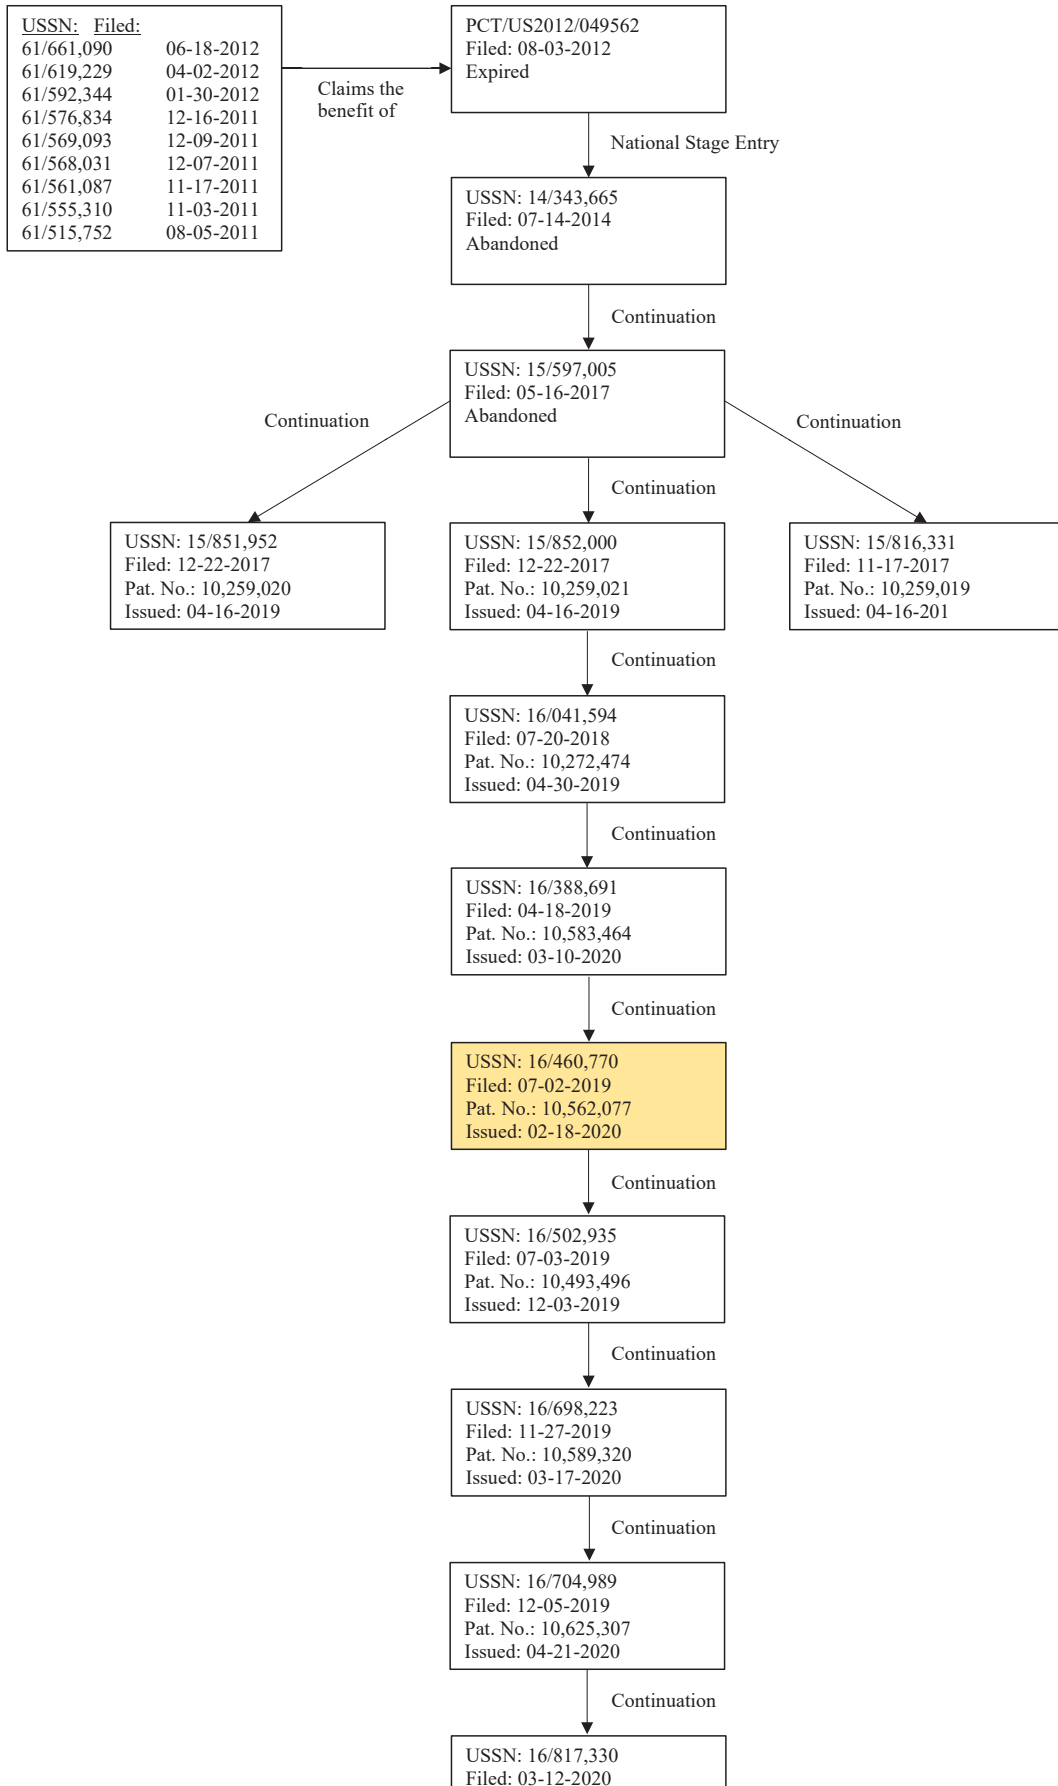 USSN: Filed:
61/661,090 06-18-2012
61/619,229 04-02-2012
61/592,344 01-30-2012
61/576,834 12-16-2011
61/569,093 12-09-2011
61/568,031 12-07-2011
61/561,087 11-17-2011
61/555,310 11-03-2011
61/515,752 08-05-2011
Claims the
benefit of
PCT/US2012/049562
Filed: 08-03-2012
Expired
National Stage Entry
USSN: 14/343,665
Filed: 07-14-2014
Abandoned
Continuation
USSN: 15/597,005
Filed: 05-16-2017
Abandoned
Continuation
Continuation
Continuation
USSN: 15/851,952
Filed: 12-22-2017
Pat. No.: 10,259,020
Issued: 04-16-2019
USSN: 15/852,000
Filed: 12-22-2017
Pat. No.: 10,259,021
Issued: 04-16-2019
USSN: 15/816,331
Filed: 11-17-2017
Pat. No.: 10,259,019
Issued: 04-16-201
Continuation
USSN: 16/041,594
Filed: 07-20-2018
Pat. No.: 10,272,474
Issued: 04-30-2019
Continuation
USSN: 16/388,691
Filed: 04-18-2019
Pat. No.: 10,583,464
Issued: 03-10-2020
Continuation
USSN: 16/460,770
Filed: 07-02-2019
Pat. No.: 10,562,077
Issued: 02-18-2020
Continuation
USSN: 16/502,935
Filed: 07-03-2019
Pat. No.: 10,493,496
Issued: 12-03-2019
Continuation
USSN: 16/698,223
Filed: 11-27-2019
Pat. No.: 10,589,320
Issued: 03-17-2020
Continuation
USSN: 16/704,989
Filed: 12-05-2019
Pat. No.: 10,625,307
Issued: 04-21-2020
Continuation
USSN: 16/817,330
Filed: 03-12-2020